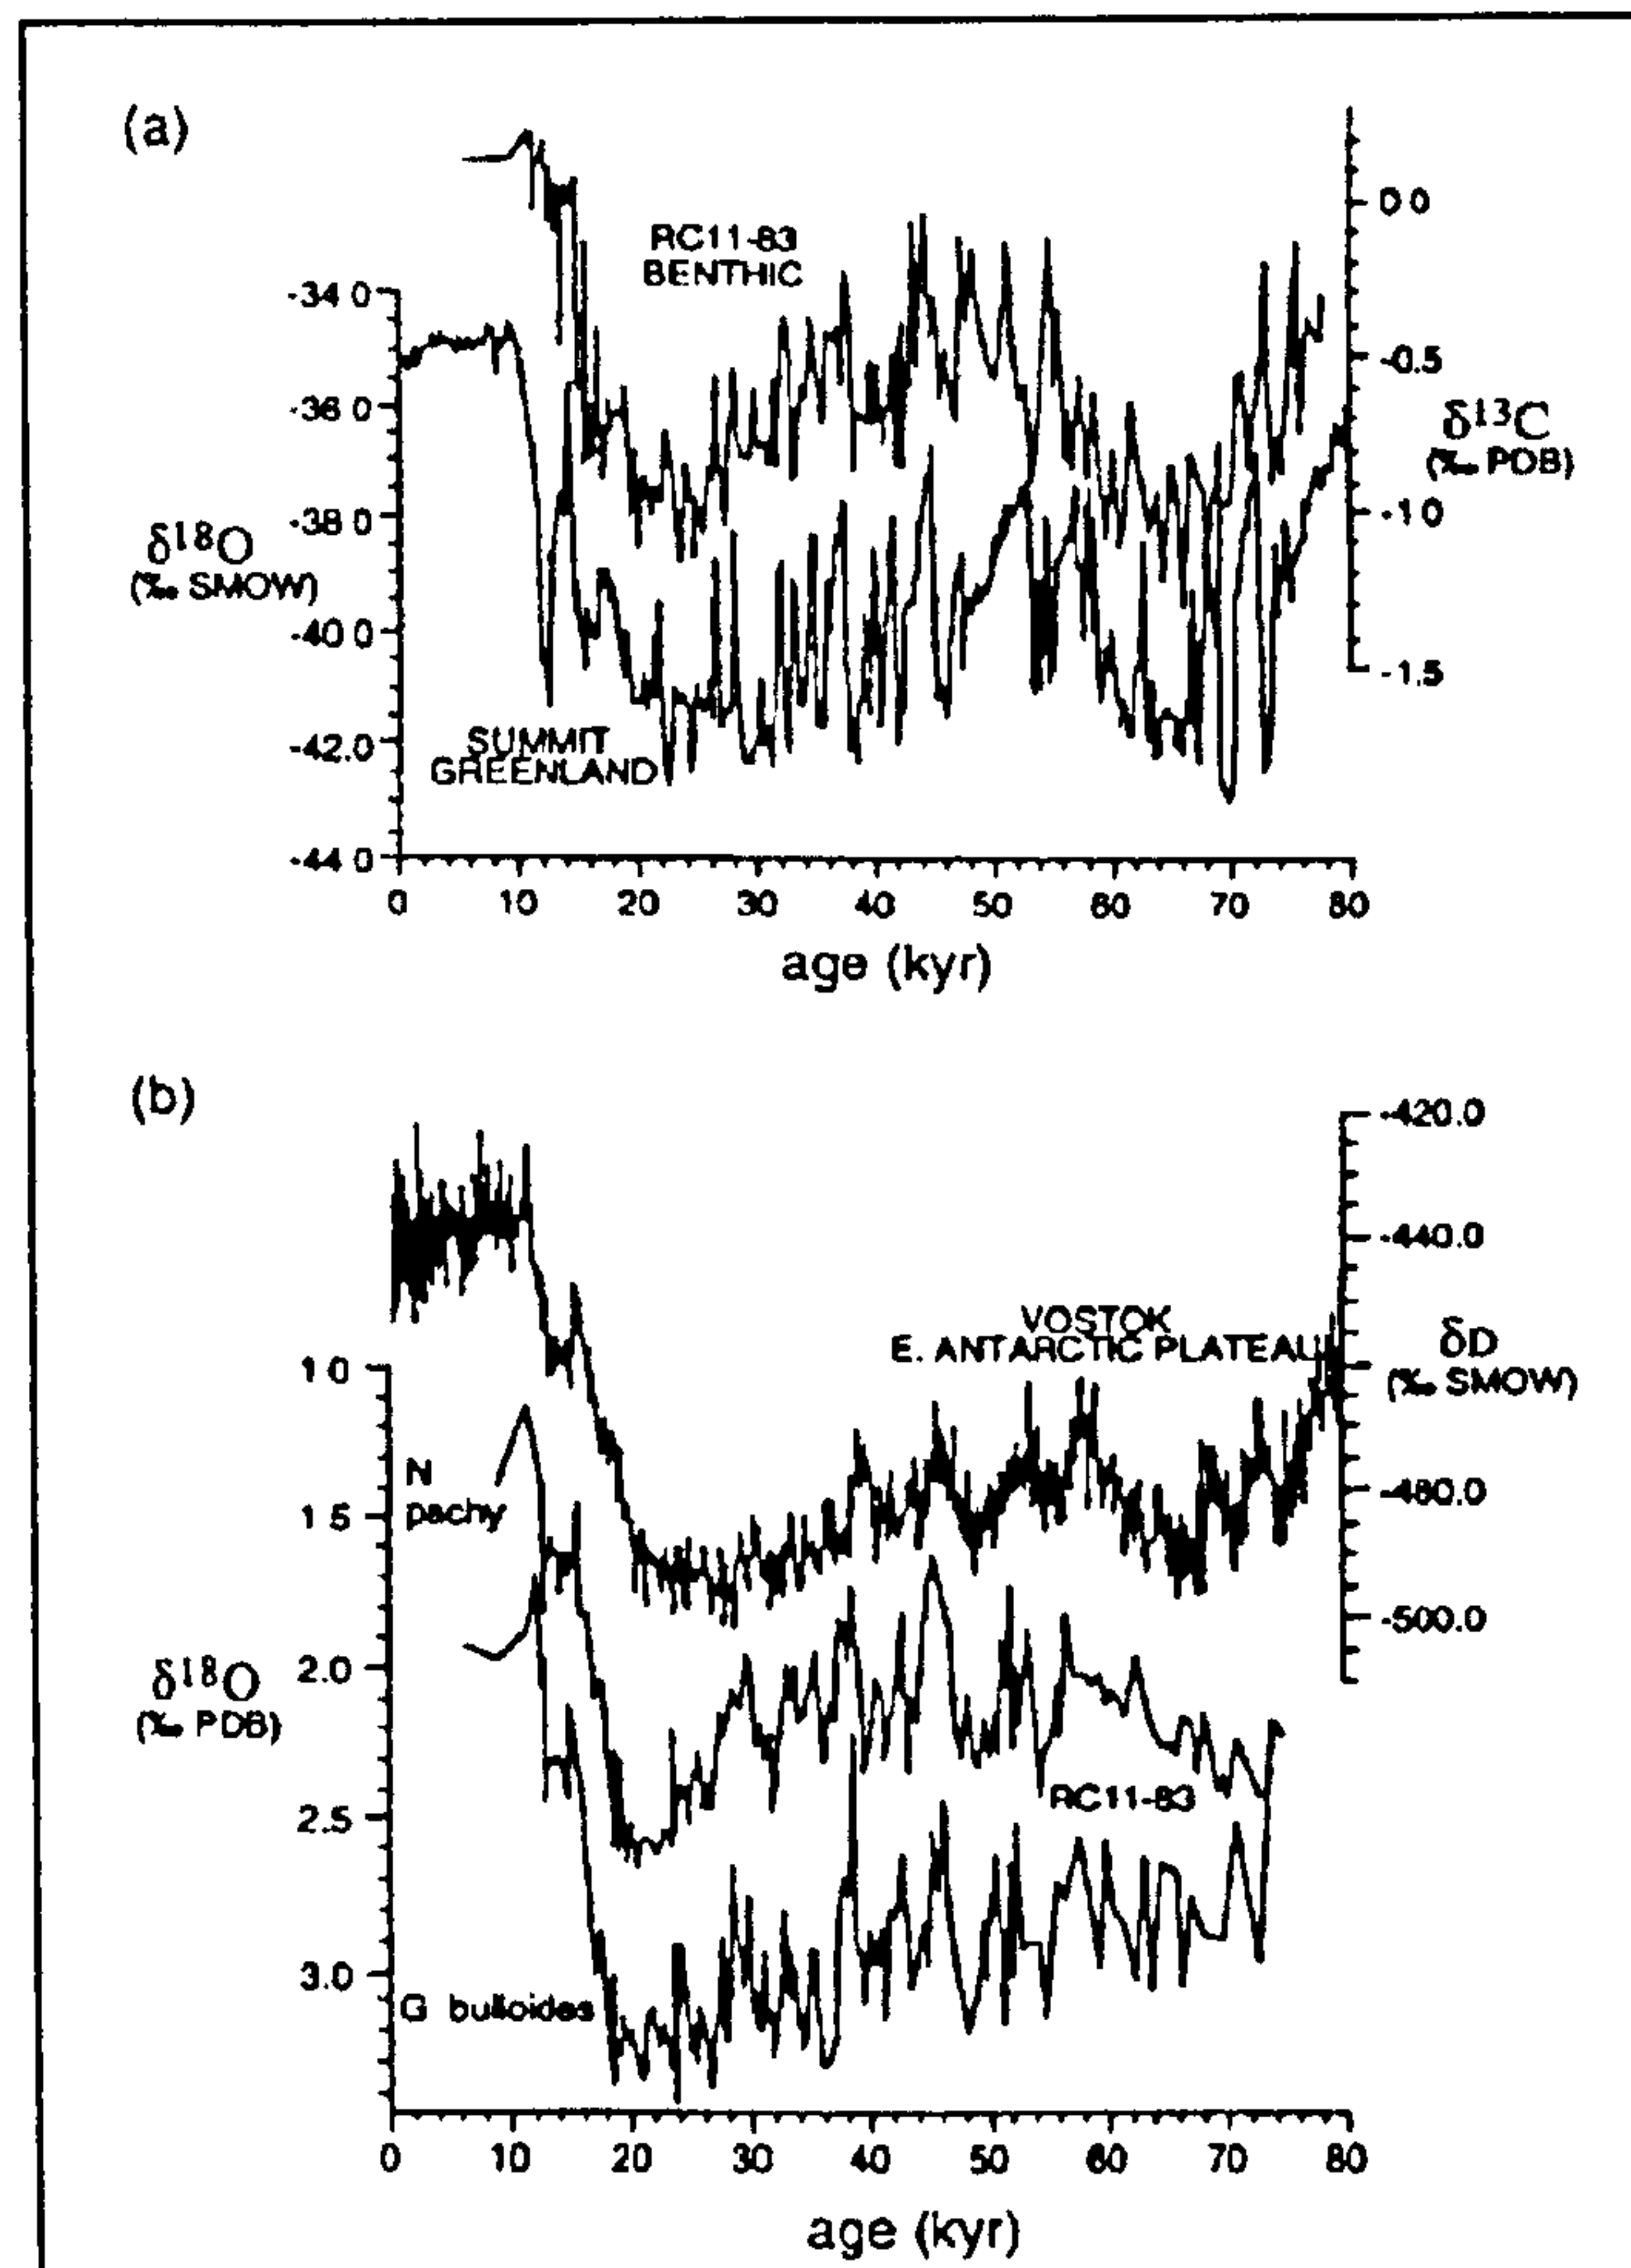 (a)
RC11-83
BENTHIC
-34 0
-36 0
-38 0
-40 0
-42.0
-44 0
δ18O
(‰ SMOW)
SUMMIT
GREENLAND
0 0
-0.5
-1 0
-1.5
δ13C
(‰ PDB)
0 10 20 30 40 50 60 70 80
age (kyr)
(b)
-420.0
-440.0
-480.0
-500.0
δD
(‰ SMOW)
VOSTOK
E. ANTARCTIC PLATEAU
1 0
1 5
2.0
2.5
3.0
δ18O
(‰ PDB)
N
pachy
RC11-83
G bulloides
0 10 20 30 40 50 60 70 80
age (kyr)